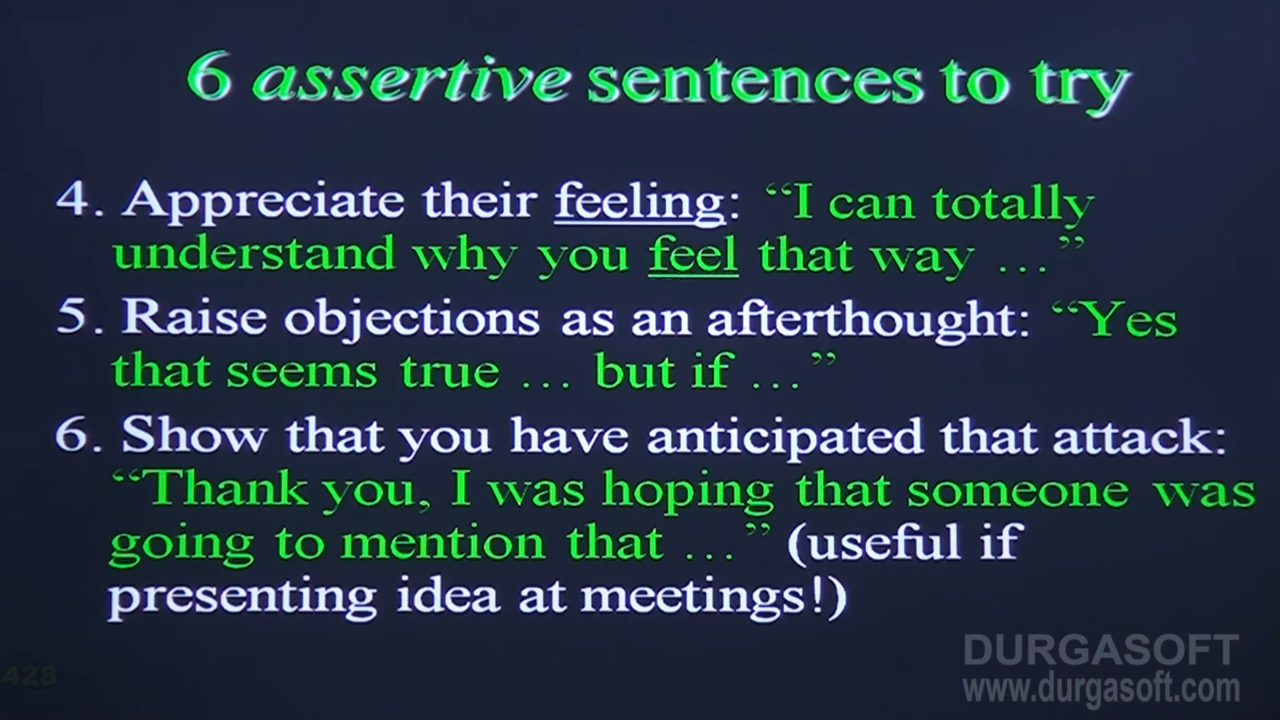 6 assertive sentences to try
4. Appreciate their feeling: “I can totally
understand why you feel that way …”
5. Raise objections as an afterthought: “Yes
that seems true … but if …”
6. Show that you have anticipated that attack:
“Thank you, I was hoping that someone was
going to mention that …” (useful if
presenting idea at meetings!)
428
DURGASOFT
www.durgasoft.com